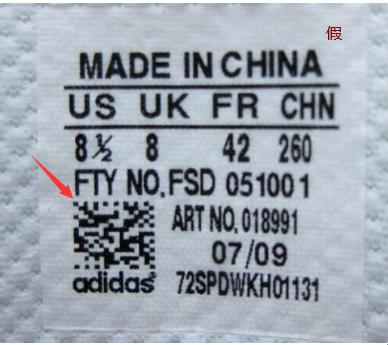 假
MADE IN CHINA
US UK FR CHN
8½ 8 42 260
FTY NO. FSD 051001
ART NO. 018991
07/09
adidas
72SPDWKH01131